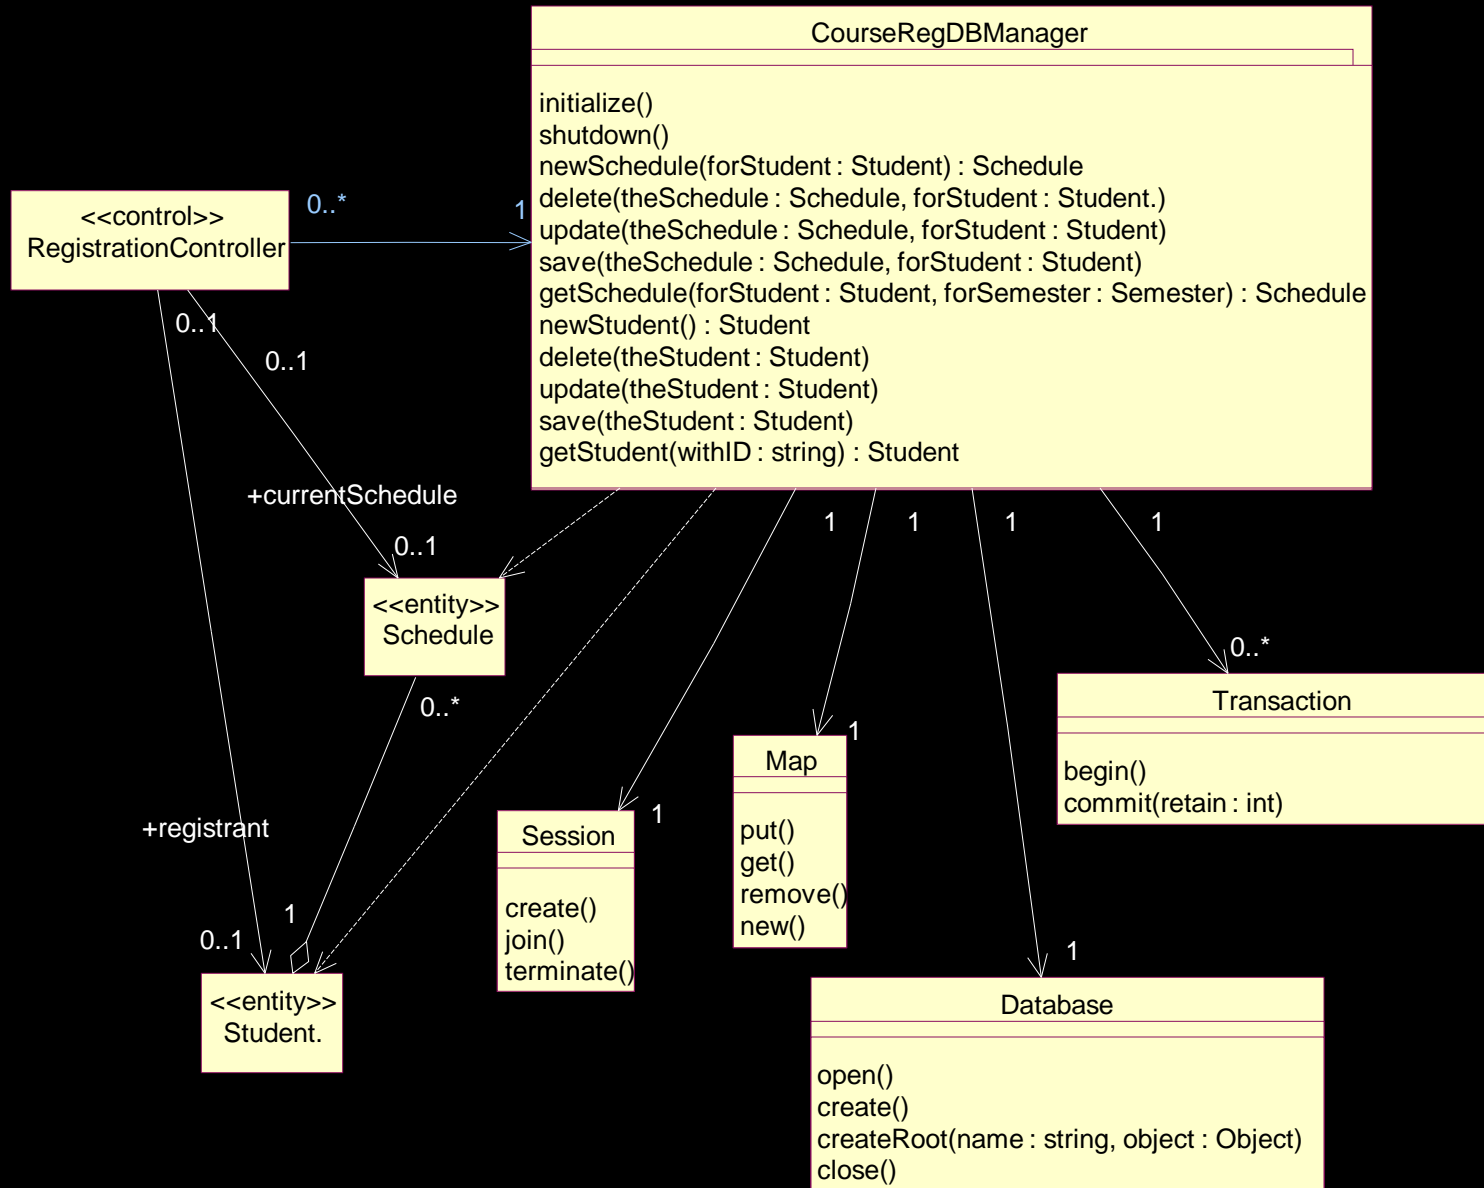 CourseRegDBManager
initialize()
shutdown()
newSchedule(forStudent : Student) : Schedule
delete(theSchedule : Schedule, forStudent : Student.)
update(theSchedule : Schedule, forStudent : Student)
save(theSchedule : Schedule, forStudent : Student)
getSchedule(forStudent : Student, forSemester : Semester) : Schedule
newStudent() : Student
delete(theStudent : Student)
update(theStudent : Student)
save(theStudent : Student)
getStudent(withID : string) : Student
<<control>>
RegistrationController
0..*
1
0..1
0..1
+currentSchedule
0..1
1
1
1
1
<<entity>>
Schedule
0..*
0..*
Transaction
begin()
commit(retain : int)
1
Map
put()
get()
remove()
new()
1
Session
create()
join()
terminate()
+registrant
1
0..1
<<entity>>
Student.
1
Database
open()
create()
createRoot(name : string, object : Object)
close()